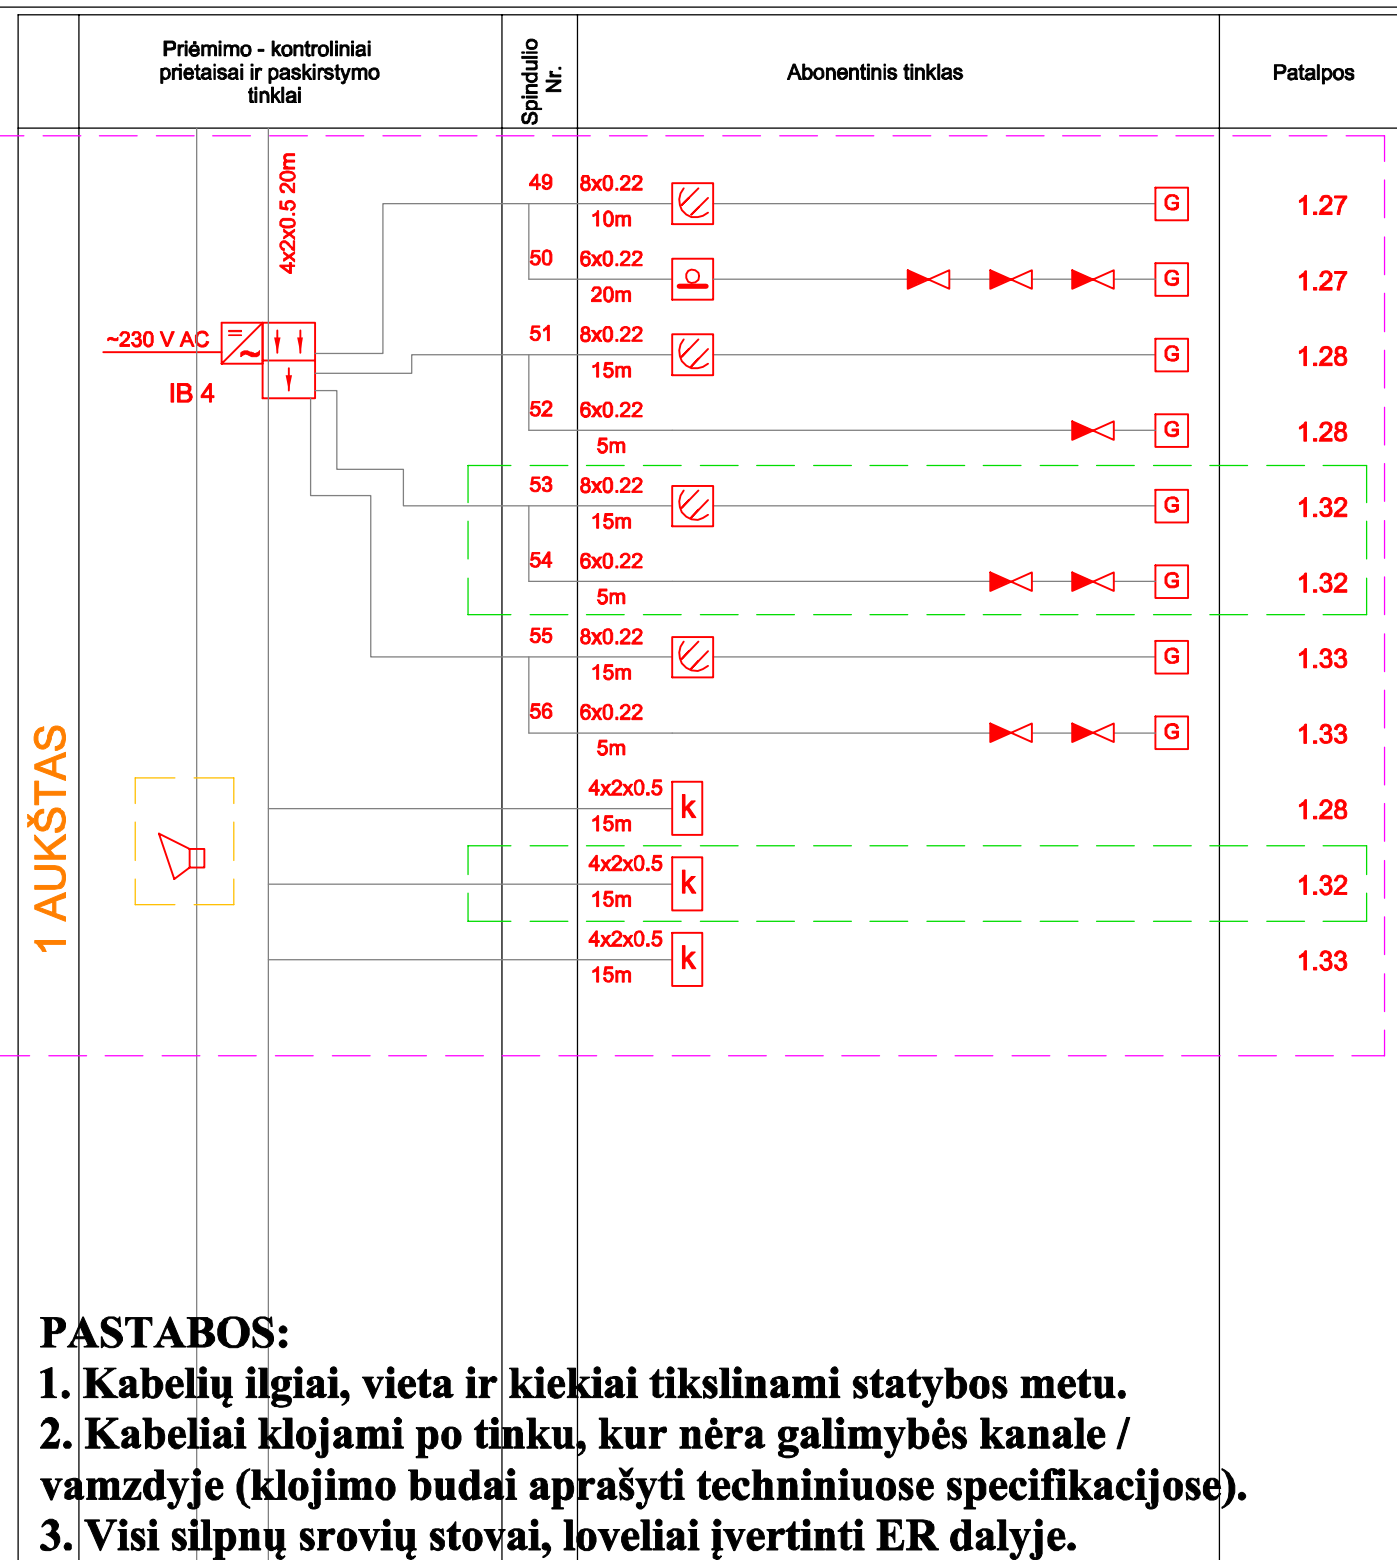 Priėmimo - kontroliniai
prietaisai ir paskirstymo
tinklai
Spindulio
Nr.
Abonentinis tinklas
Patalpos
4x2x0.5 20m
49 8x0.22
10m
G
1.27
50 6x0.22
20m
G
1.27
~230 V AC
=
~
IB 4
51 8x0.22
15m
G
1.28
52 6x0.22
5m
G
1.28
53 8x0.22
15m
G
1.32
54 6x0.22
5m
G
1.32
55 8x0.22
15m
G
1.33
56 6x0.22
5m
G
1.33
1 AUKŠTAS
4x2x0.5
15m
k
1.28
4x2x0.5
15m
k
1.32
4x2x0.5
15m
k
1.33
PASTABOS:
1. Kabelių ilgiai, vieta ir kiekiai tikslinami statybos metu.
2. Kabeliai klojami po tinku, kur nėra galimybės kanale /
vamzdyje (klojimo budai aprašyti techniniuose specifikacijose).
3. Visi silpnų srovių stovai, loveliai įvertinti ER dalyje.